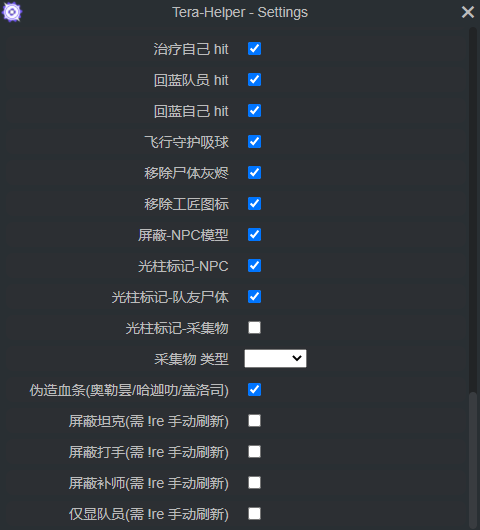 Tera-Helper - Settings
治疗自己 hit
回蓝队员 hit
回蓝自己 hit
飞行守护吸球
移除尸体灰烬
移除工匠图标
屏蔽-NPC模型
光柱标记-NPC
光柱标记-队友尸体
光柱标记-采集物
采集物 类型
伪造血条(奥勒昙/哈迦叻/盖洛司)
屏蔽坦克(需 !re 手动刷新)
屏蔽打手(需 !re 手动刷新)
屏蔽补师(需 !re 手动刷新)
仅显队员(需 !re 手动刷新)